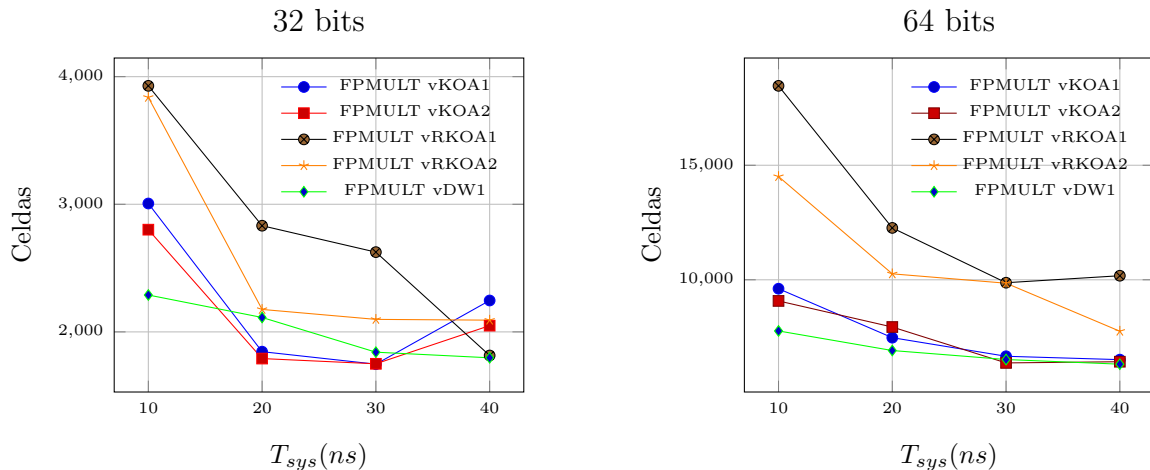 32 bits
4,000
3,000
2,000
10
20
30
40
Celdas
T_sys(ns)
FPMULT vKOA1
FPMULT vKOA2
FPMULT vRKOA1
FPMULT vRKOA2
FPMULT vDW1
64 bits
15,000
10,000
10
20
30
40
Celdas
T_sys(ns)
FPMULT vKOA1
FPMULT vKOA2
FPMULT vRKOA1
FPMULT vRKOA2
FPMULT vDW1